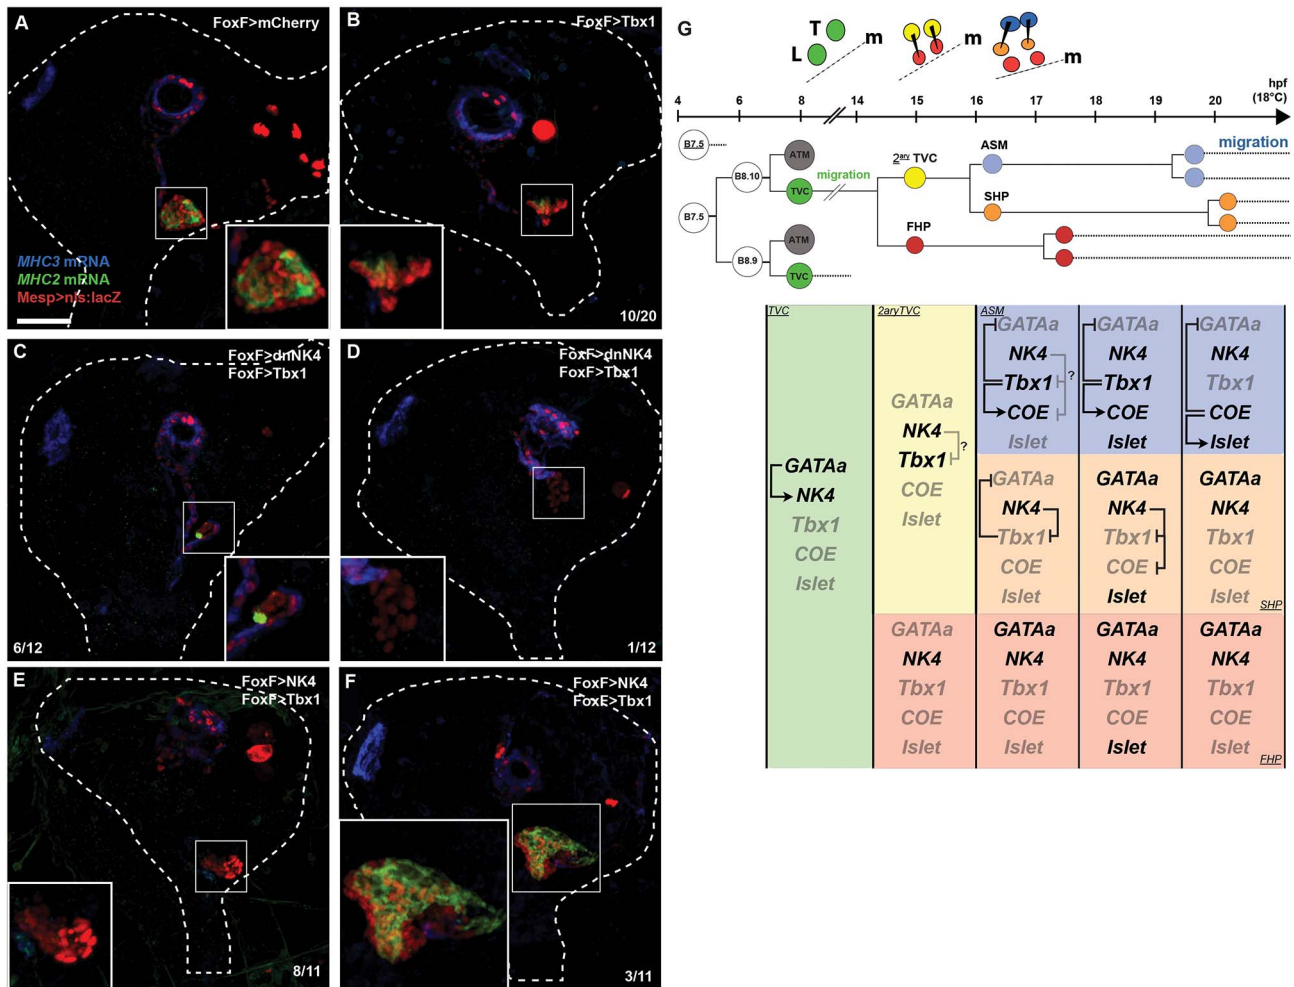 A
FoxF>mCherry
MHC3 mRNA
MHC2 mRNA
Mesp>nls:lacZ
B
FoxF>Tbx1
10/20
C
FoxF>dnNK4
FoxF>Tbx1
6/12
D
FoxF>dnNK4
FoxF>Tbx1
1/12
E
FoxF>NK4
FoxF>Tbx1
8/11
F
FoxF>NK4
FoxF>Tbx1
3/11
G
T
L
m
m
m
hpf
(18°C)
4 6 8 14 15 16 17 18 19 20
B7.5
B7.5
B8.10
B8.9
ATM
TVC
ATM
TVC
migration
2ary TVC
FHP
ASM
SHP
migration
TVC
GATAa
NK4
Tbx1
COE
Islet
2aryTVC
GATAa
NK4
Tbx1
COE
Islet
?
ASM
GATAa
NK4
Tbx1
COE
Islet
?
GATAa
NK4
Tbx1
COE
Islet
GATAa
NK4
Tbx1
COE
Islet
GATAa
NK4
Tbx1
COE
Islet
GATAa
NK4
Tbx1
COE
Islet
GATAa
NK4
Tbx1
COE
Islet
SHP
GATAa
NK4
Tbx1
COE
Islet
GATAa
NK4
Tbx1
COE
Islet
GATAa
NK4
Tbx1
COE
Islet
GATAa
NK4
Tbx1
COE
Islet
FHP